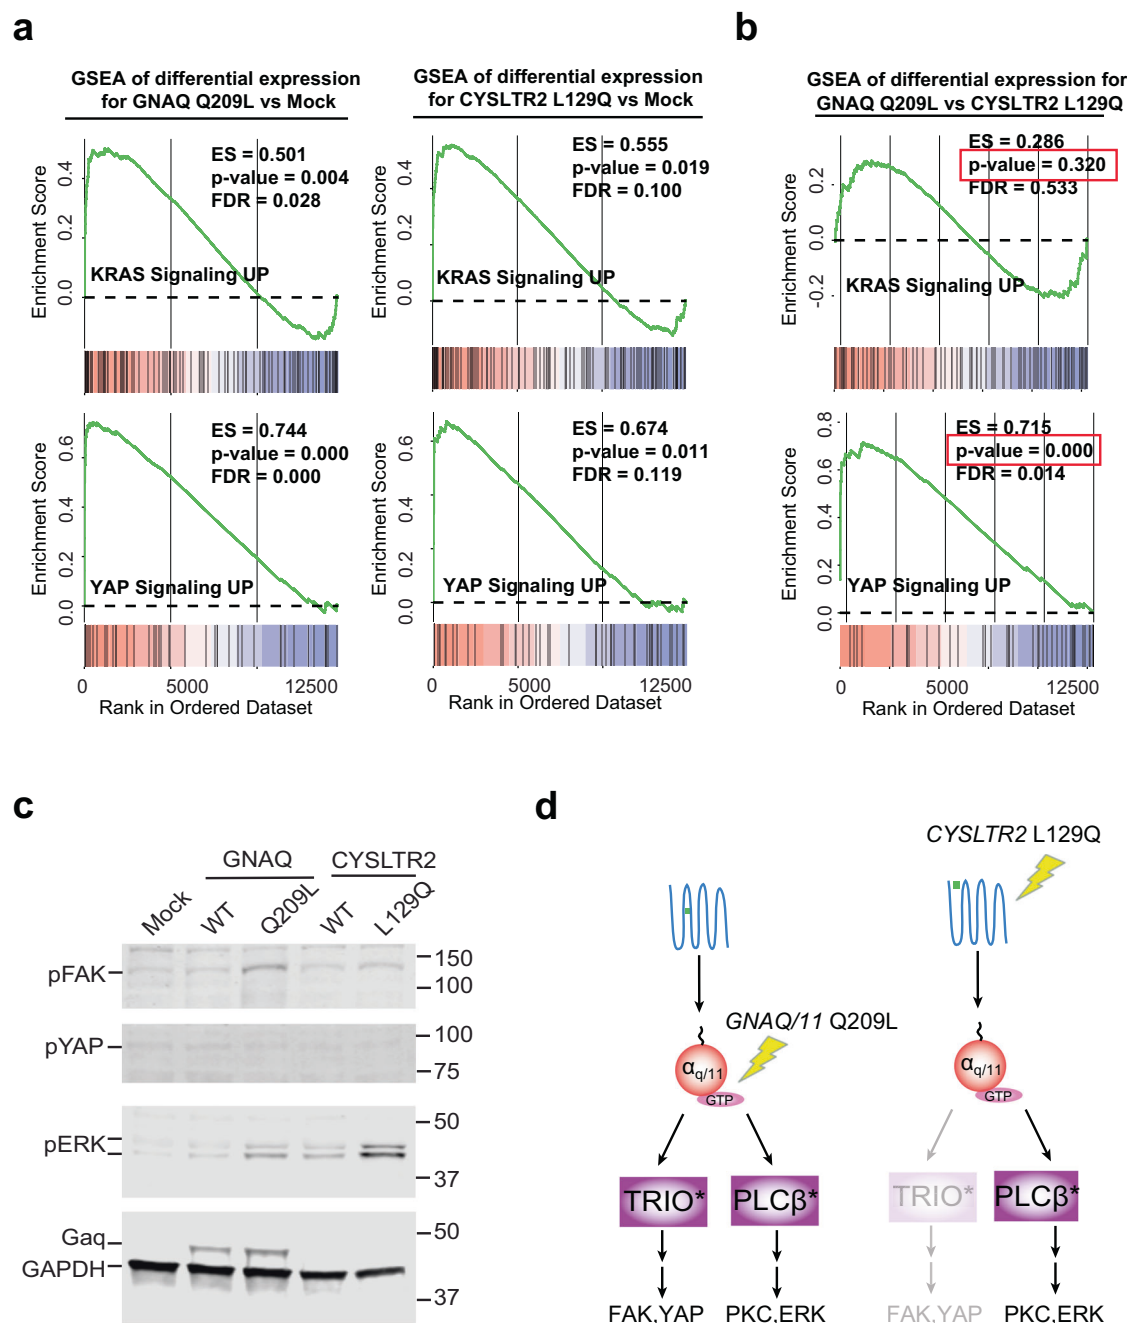 a
GSEA of differential expression
for GNAQ Q209L vs Mock
ES = 0.501
p-value = 0.004
FDR = 0.028
KRAS Signaling UP
Enrichment Score
0.0
0.2
0.4
GSEA of differential expression
for CYSLTR2 L129Q vs Mock
ES = 0.555
p-value = 0.019
FDR = 0.100
KRAS Signaling UP
Enrichment Score
0.0
0.2
0.4
ES = 0.744
p-value = 0.000
FDR = 0.000
YAP Signaling UP
Enrichment Score
0.0
0.2
0.4
0.6
0 5000 12500
Rank in Ordered Dataset
ES = 0.674
p-value = 0.011
FDR = 0.119
YAP Signaling UP
Enrichment Score
0.0
0.2
0.4
0.6
0 5000 12500
Rank in Ordered Dataset
b
GSEA of differential expression for
GNAQ Q209L vs CYSLTR2 L129Q
ES = 0.286
p-value = 0.320
FDR = 0.533
KRAS Signaling UP
Enrichment Score
-0.2
0.0
0.2
ES = 0.715
p-value = 0.000
FDR = 0.014
YAP Signaling UP
Enrichment Score
0.0
0.2
0.4
0.6
0.8
0 5000 12500
Rank in Ordered Dataset
c
GNAQ CYSLTR2
Mock WT Q209L WT L129Q
pFAK
150
100
pYAP
100
75
pERK
50
37
Gaq
GAPDH
50
37
d
GNAQ/11 Q209L
αq/11
GTP
TRIO* PLCβ*
FAK,YAP PKC,ERK
CYSLTR2 L129Q
αq/11
GTP
TRIO* PLCβ*
FAK,YAP PKC,ERK